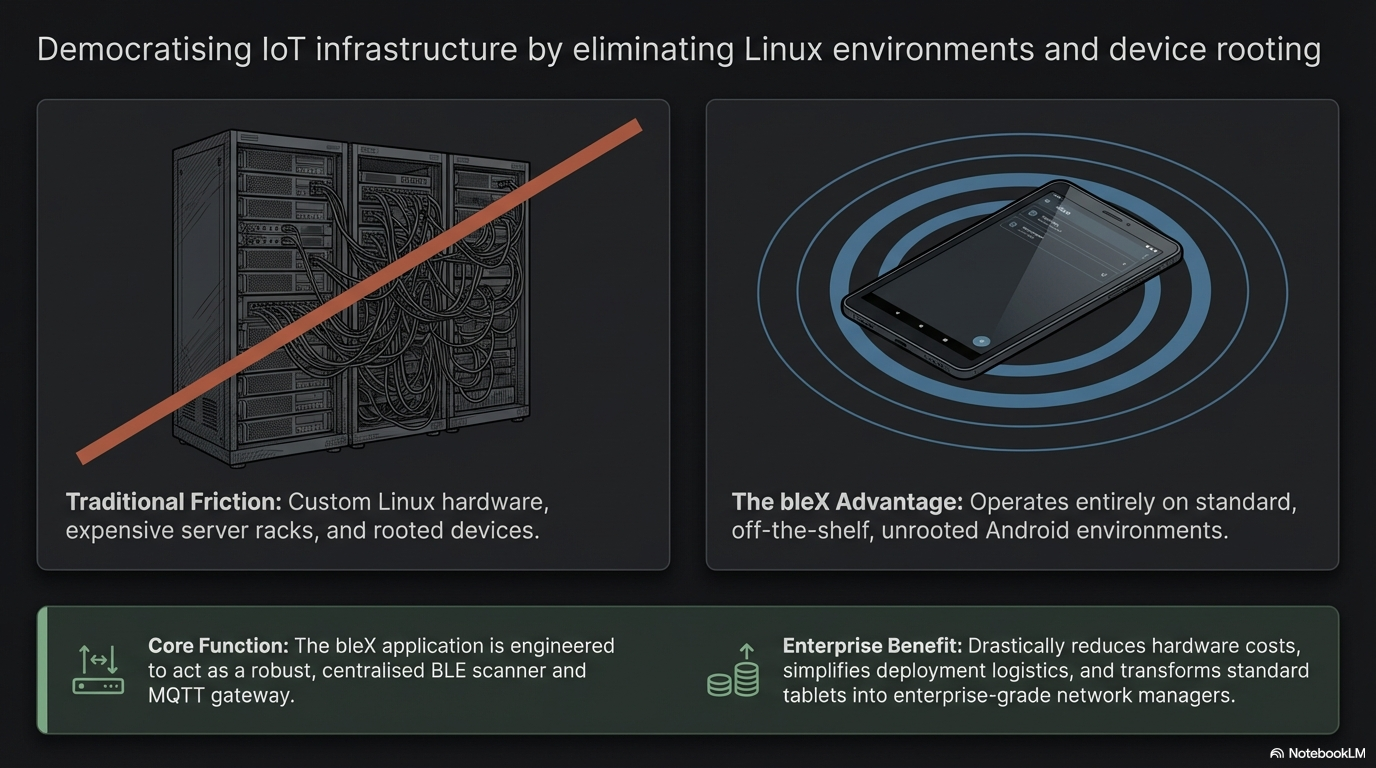 Democratising IoT infrastructure by eliminating Linux environments and device rooting
Traditional Friction: Custom Linux hardware,
expensive server racks, and rooted devices.
The bleX Advantage: Operates entirely on standard,
off-the-shelf, unrooted Android environments.
Core Function: The bleX application is engineered
to act as a robust, centralised BLE scanner and
MQTT gateway.
Enterprise Benefit: Drastically reduces hardware costs,
simplifies deployment logistics, and transforms standard
tablets into enterprise-grade network managers.
NotebookLM